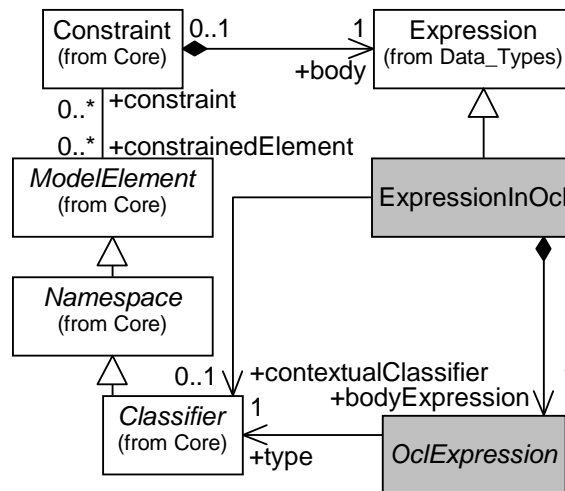 Constraint
(from Core)
0..1
1
+body
Expression
(from Data_Types)
0..*
+constraint
0..*
+constrainedElement
ModelElement
(from Core)
ExpressionInOcl
Namespace
(from Core)
0..1
+contextualClassifier
+bodyExpression
Classifier
(from Core)
1
+type
OclExpression